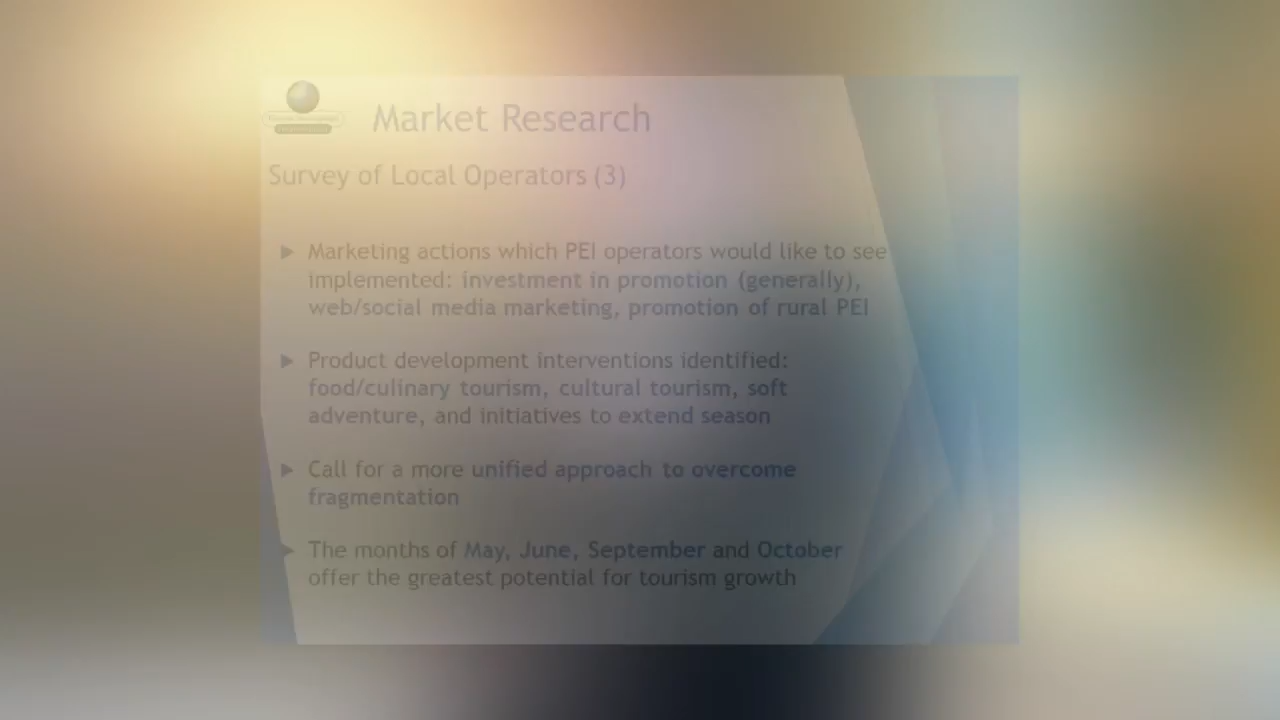 Market Research
Survey of Local Operators (3)
Marketing actions which PEI operators would like to see
implemented: investment in promotion (generally),
web/social media marketing, promotion of rural PEI
Product development interventions identified:
food/culinary tourism, cultural tourism, soft
adventure, and initiatives to extend season
Call for a more unified approach to overcome
fragmentation
The months of May, June, September and October
offer the greatest potential for tourism growth